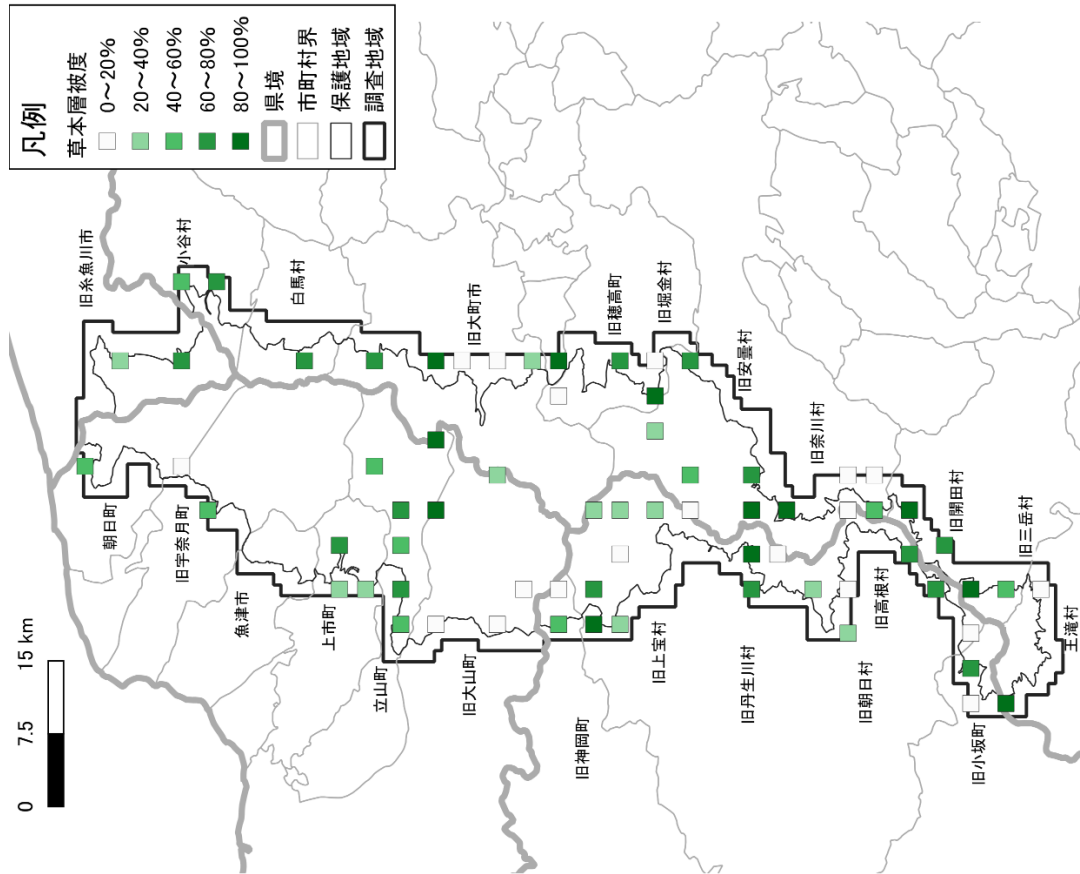 凡例
草本層被度
0～20%
20～40%
40～60%
60～80%
80～100%
県境
市町村界
保護地域
調査地域
0 7.5 15 km
旧糸魚川市
小谷村
白馬村
旧大町市
旧穂高町
旧堀金村
旧安曇村
旧奈川村
旧開田村
旧三岳村
王滝村
朝日町
旧宇奈月町
魚津市
上市町
立山町
旧大山町
旧神岡町
旧上宝村
旧丹生川村
旧高根村
旧朝日村
旧小坂町